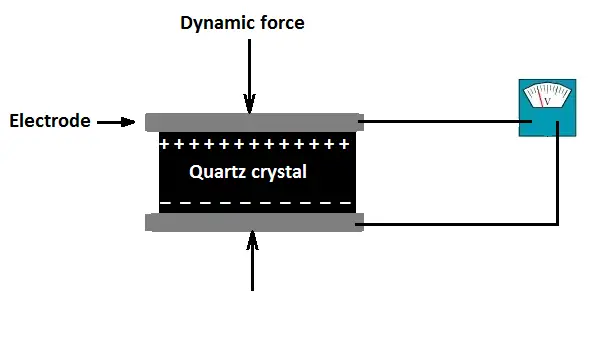 Dynamic force
Electrode
V
+ + + + + + + + + + + + +
Quartz crystal
– – – – – – – – – –